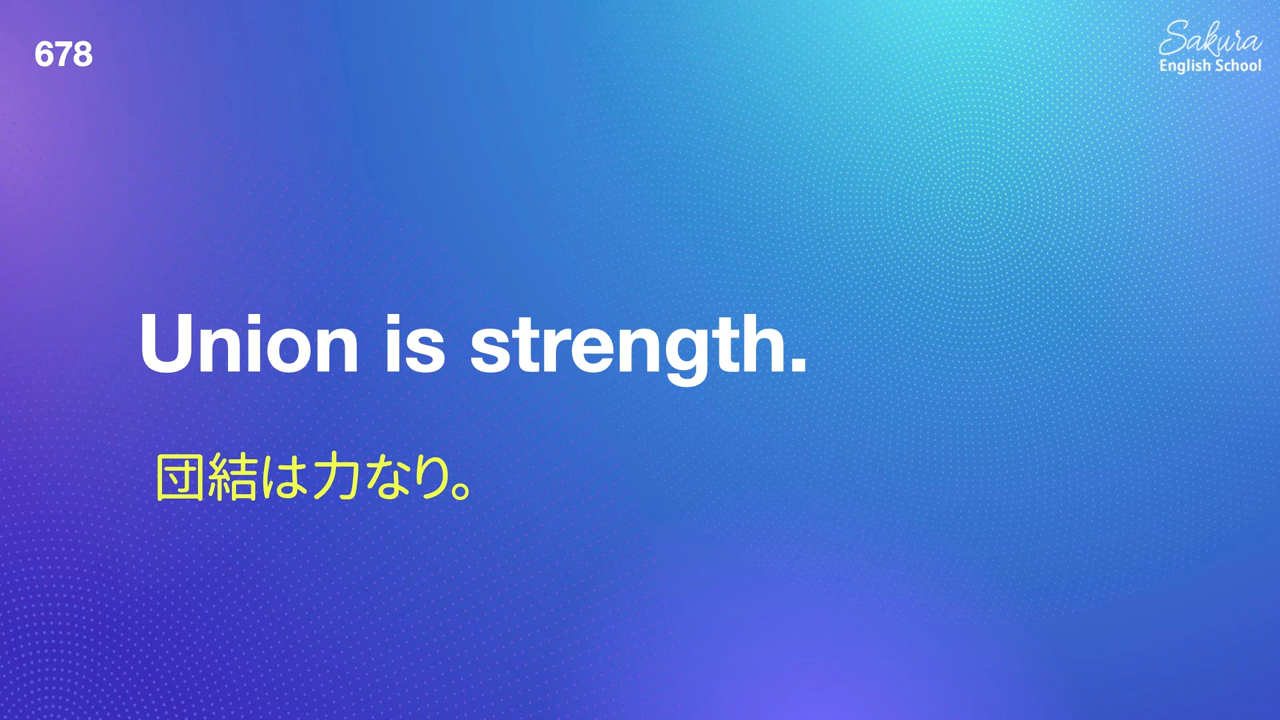 678
Sakura
English School
Union is strength.
団結は力なり。